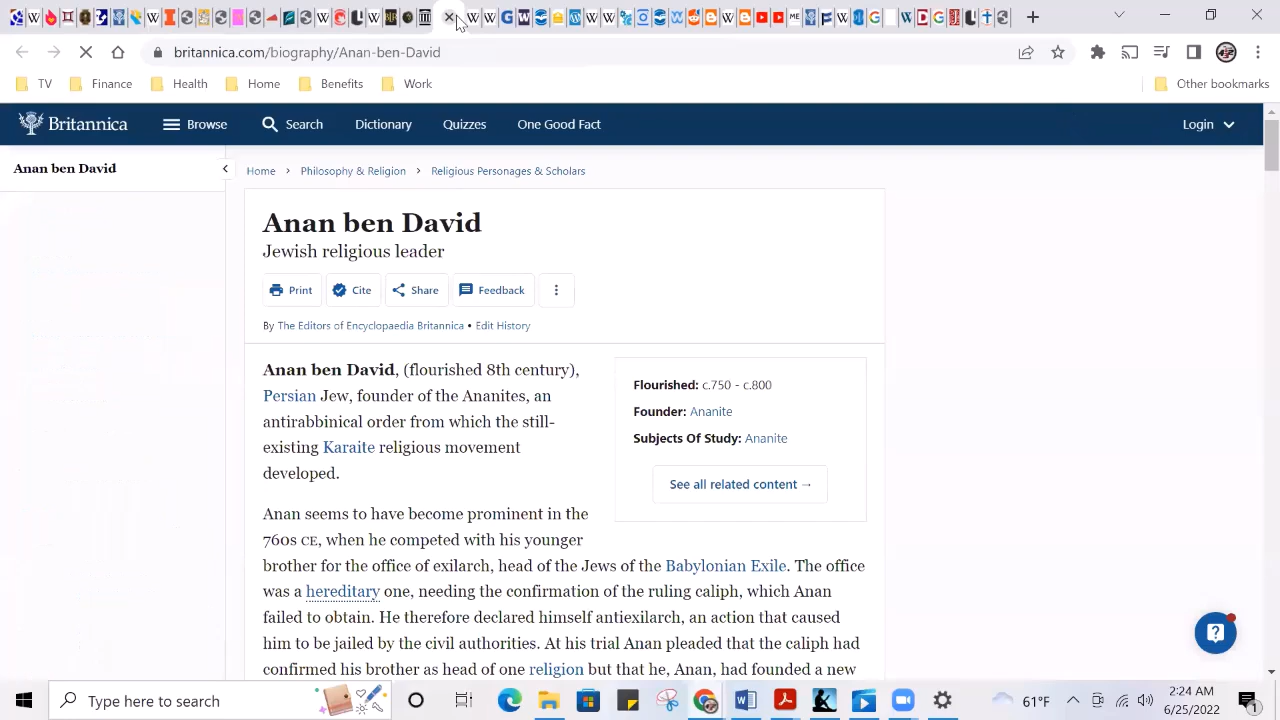 britannica.com/biography/Anan-ben-David
TV Finance Health Home Benefits Work Other bookmarks
Britannica Browse Search Dictionary Quizzes One Good Fact Login
Anan ben David
Home > Philosophy & Religion > Religious Personages & Scholars
Anan ben David
Jewish religious leader
Print Cite Share Feedback
By The Editors of Encyclopaedia Britannica • Edit History
Anan ben David, (flourished 8th century),
Persian Jew, founder of the Ananites, an
antirabbinical order from which the still-
existing Karaite religious movement
developed.
Flourished: c.750 - c.800
Founder: Ananite
Subjects Of Study: Ananite
See all related content →
Anan seems to have become prominent in the
760s CE, when he competed with his younger
brother for the office of exilarch, head of the Jews of the Babylonian Exile. The office
was a hereditary one, needing the confirmation of the ruling caliph, which Anan
failed to obtain. He therefore declared himself antiexilarch, an action that caused
him to be jailed by the civil authorities. At his trial Anan pleaded that the caliph had
confirmed his brother as head of one religion but that he, Anan, had founded a new
Type here to search
61°F
2:24 AM
6/25/2022